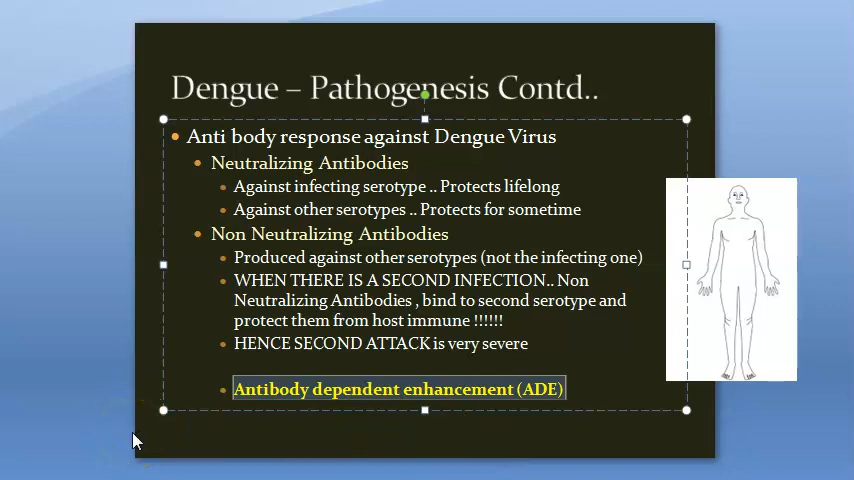 Dengue – Pathogenesis Contd..
Anti body response against Dengue Virus
Neutralizing Antibodies
Against infecting serotype .. Protects lifelong
Against other serotypes .. Protects for sometime
Non Neutralizing Antibodies
Produced against other serotypes (not the infecting one)
WHEN THERE IS A SECOND INFECTION.. Non
Neutralizing Antibodies , bind to second serotype and
protect them from host immune !!!!!!
HENCE SECOND ATTACK is very severe
Antibody dependent enhancement (ADE)